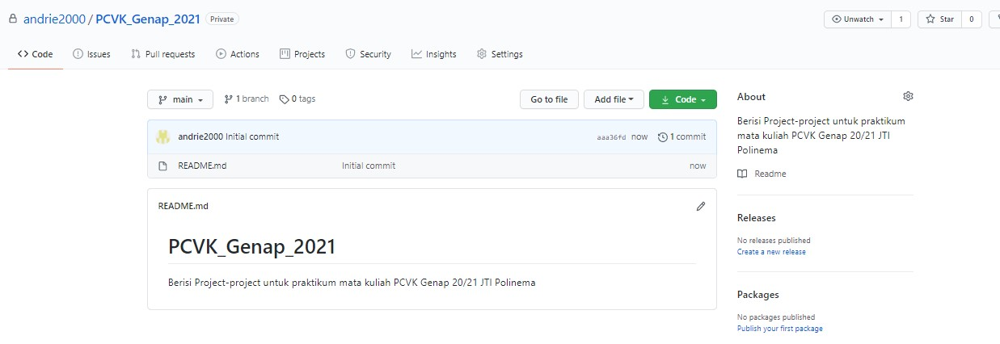 andrie2000 / PCVK_Genap_2021 Private Unwatch 1 Star 0
Code Issues Pull requests Actions Projects Security Insights Settings
main 1 branch 0 tags Go to file Add file Code
andrie2000 Initial commit aaa36fd now 1 commit
README.md Initial commit now
README.md
PCVK_Genap_2021
Berisi Project-project untuk praktikum mata kuliah PCVK Genap 20/21 JTI Polinema
About
Berisi Project-project untuk praktikum
mata kuliah PCVK Genap 20/21 JTI
Polinema
Readme
Releases
No releases published
Create a new release
Packages
No packages published
Publish your first package